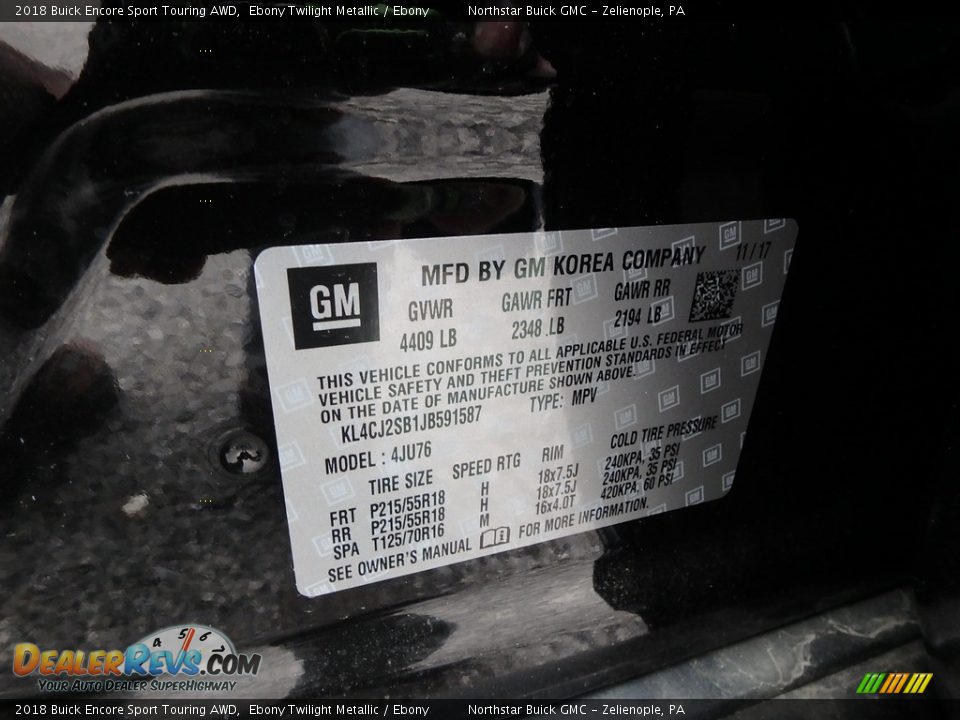 2018 Buick Encore Sport Touring AWD, Ebony Twilight Metallic / Ebony Northstar Buick GMC - Zelienople, PA
GM
MFD BY GM KOREA COMPANY 11/17
GVWR GAWR FRT GAWR RR
4409 LB 2348 LB 2194 LB
THIS VEHICLE CONFORMS TO ALL APPLICABLE U.S. FEDERAL MOTOR
VEHICLE SAFETY AND THEFT PREVENTION STANDARDS IN EFFECT
ON THE DATE OF MANUFACTURE SHOWN ABOVE.
KL4CJ2SB1JB591587 TYPE: MPV
MODEL : 4JU76
TIRE SIZE SPEED RTG RIM COLD TIRE PRESSURE
FRT P215/55R18 H 18x7.5J 240KPA, 35 PSI
RR P215/55R18 H 18x7.5J 240KPA, 35 PSI
SPA T125/70R16 M 16x4.0T 420KPA, 60 PSI
SEE OWNER'S MANUAL FOR MORE INFORMATION.
4 5 6
DEALERREVS.COM
YOUR AUTO DEALER SUPERHIGHWAY
2018 Buick Encore Sport Touring AWD, Ebony Twilight Metallic / Ebony Northstar Buick GMC - Zelienople, PA